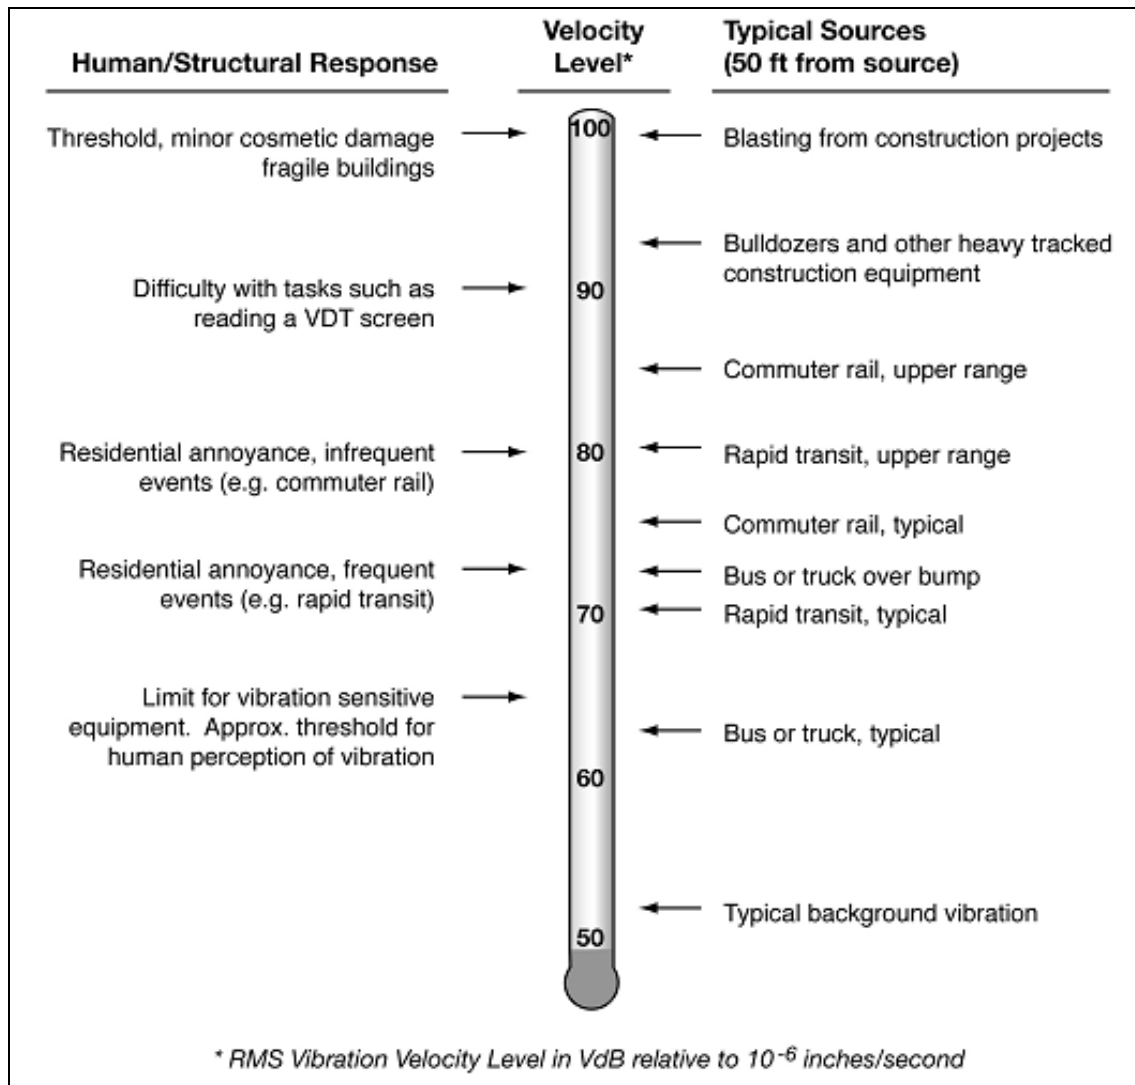 Human/Structural Response
Velocity
Level*
Typical Sources
(50 ft from source)
Threshold, minor cosmetic damage
fragile buildings
100
Blasting from construction projects
Bulldozers and other heavy tracked
construction equipment
Difficulty with tasks such as
reading a VDT screen
90
Commuter rail, upper range
Residential annoyance, infrequent
events (e.g. commuter rail)
80
Rapid transit, upper range
Commuter rail, typical
Residential annoyance, frequent
events (e.g. rapid transit)
Bus or truck over bump
70
Rapid transit, typical
Limit for vibration sensitive
equipment. Approx. threshold for
human perception of vibration
Bus or truck, typical
60
Typical background vibration
50
* RMS Vibration Velocity Level in VdB relative to 10⁻⁶ inches/second